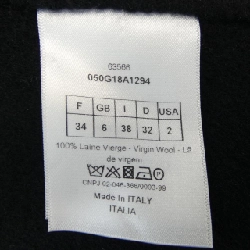 03566
050G18A1294
F GB I D USA
34 6 38 32 2
100% Laine Vierge - Virgin Wool - Lã
de virgem
Made In ITALY
ITALIA